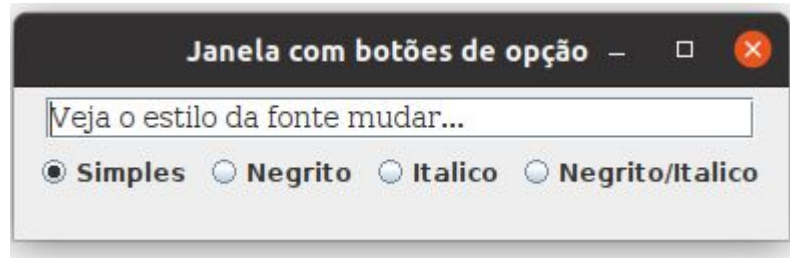 Janela com botões de opção
Veja o estilo da fonte mudar...
Simples Negrito Italico Negrito/Italico